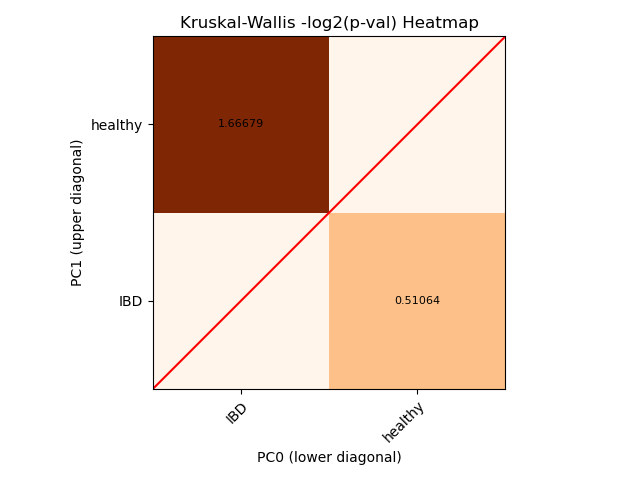 Kruskal-Wallis -log2(p-val) Heatmap
healthy
1.66679
PC1 (upper diagonal)
IBD
0.51064
IBD
healthy
PC0 (lower diagonal)